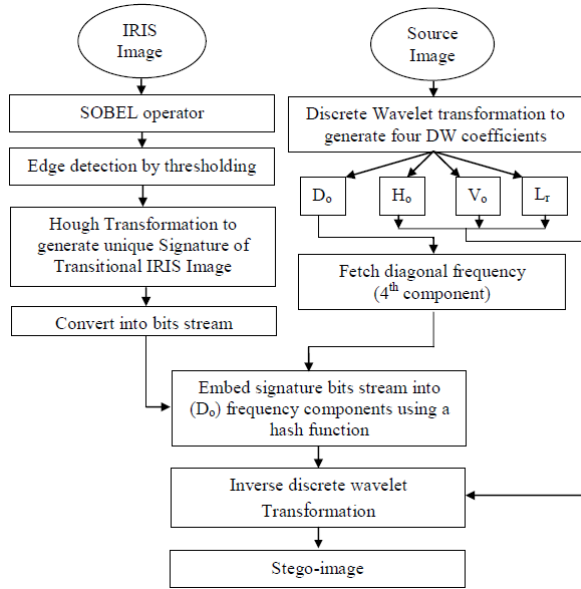 IRIS
Image
SOBEL operator
Edge detection by thresholding
Hough Transformation to
generate unique Signature of
Transitional IRIS Image
Convert into bits stream
Source
Image
Discrete Wavelet transformation to
generate four DW coefficients
Dₒ
Hₒ
Vₒ
Lᵣ
Fetch diagonal frequency
(4ᵗʰ component)
Embed signature bits stream into
(Dₒ) frequency components using a
hash function
Inverse discrete wavelet
Transformation
Stego-image